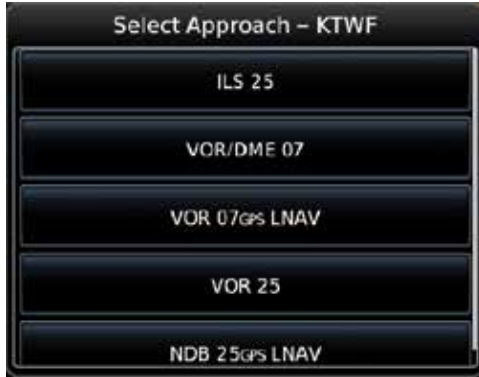 Select Approach – KTWF
ILS 25
VOR/DME 07
VOR 07GPS LNAV
VOR 25
NDB 25GPS LNAV